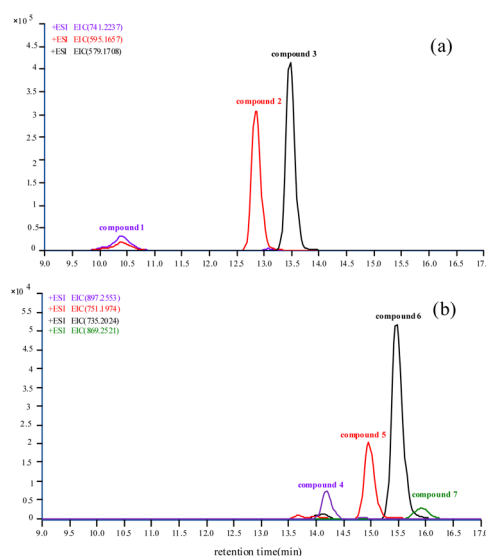 ×10⁵
+ESI EIC(741.2237)
+ESI EIC(595.1657)
+ESI EIC(579.1708)
(a)
compound 3
compound 2
compound 1
5
4.5
4
3.5
3
2.5
2
1.5
1
0.5
0
9.0 9.5 10.0 10.5 11.0 11.5 12.0 12.5 13.0 13.5 14.0 14.5 15.0 15.5 16.0 16.5 17.
×10⁴
+ESI EIC(897.2553)
+ESI EIC(751.1974)
+ESI EIC(735.2024)
+ESI EIC(869.2521)
(b)
compound 6
compound 5
compound 4
compound 7
5
4.5
4
3.5
3
2.5
2
1.5
1
0.5
0
9.0 9.5 10.0 10.5 11.0 11.5 12.0 12.5 13.0 13.5 14.0 14.5 15.0 15.5 16.0 16.5 17.0
retention time(min)